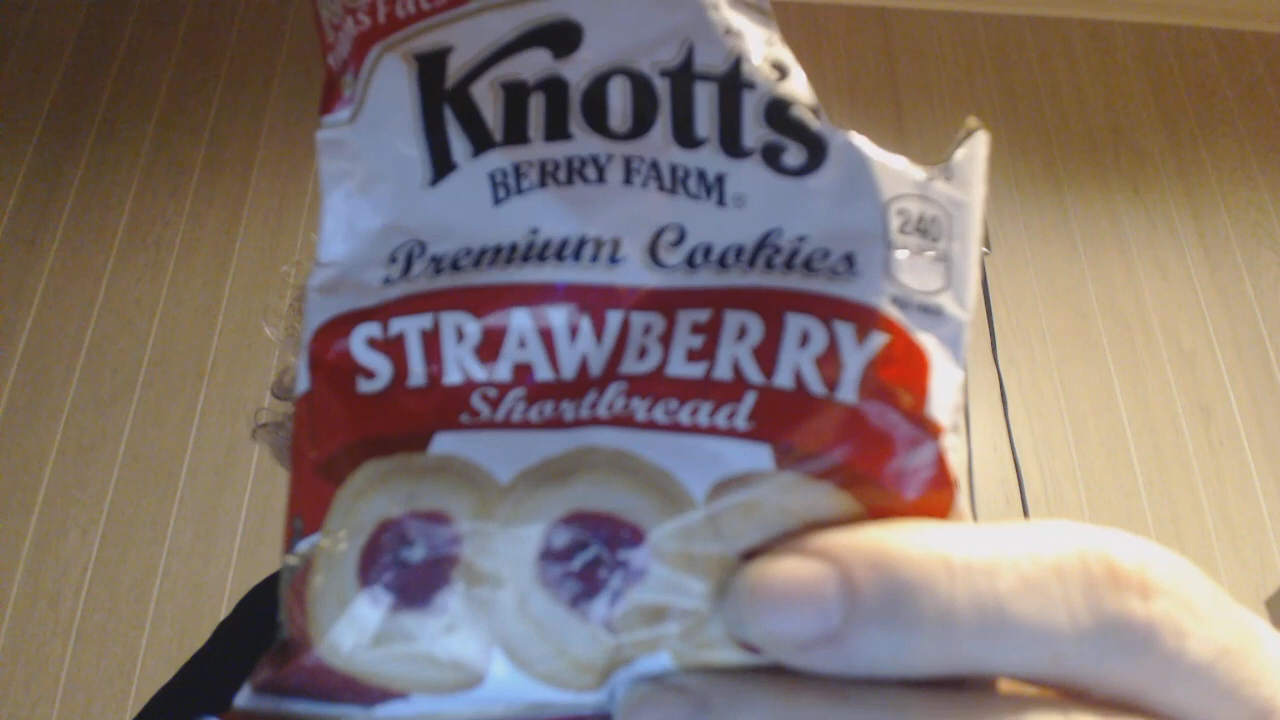 Knott's
BERRY FARM®
Premium Cookies
240
STRAWBERRY
Shortbread